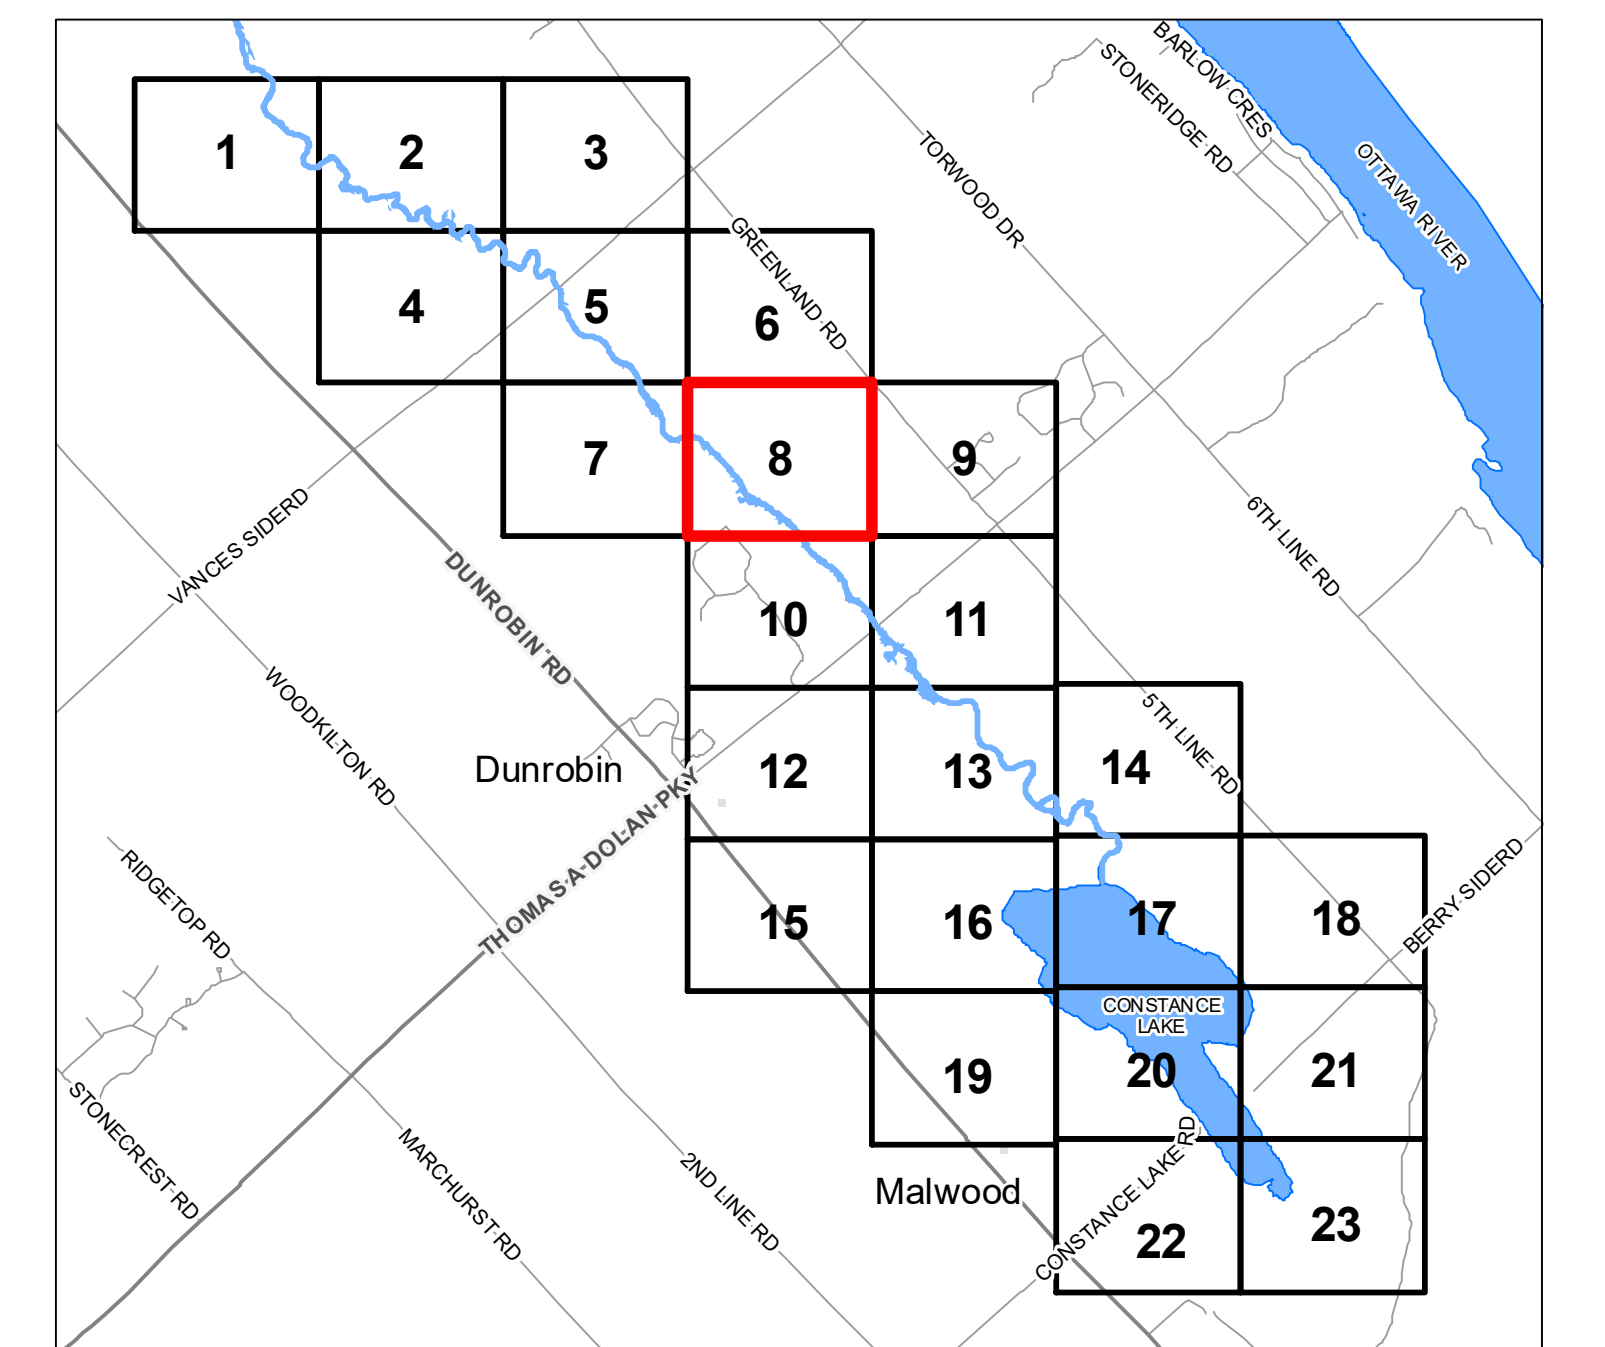 BARLOW CRES
STONERIDGE RD
OTTAWA RIVER
TORWOOD DR
1
2
3
GREENLAND RD
4
5
6
7
8
9
VANCES SIDERD
6TH LINE RD
DUNROBIN RD
10
11
WOODKILTON RD
5TH LINE RD
Dunrobin
12
13
14
THOMAS A DOLAN PKY
RIDGETOP RD
BERRY SIDERD
15
16
17
18
CONSTANCE
LAKE
19
20
21
STONECREST RD
MARCHURST RD
2ND LINE RD
Malwood
CONSTANCE LAKE RD
22
23